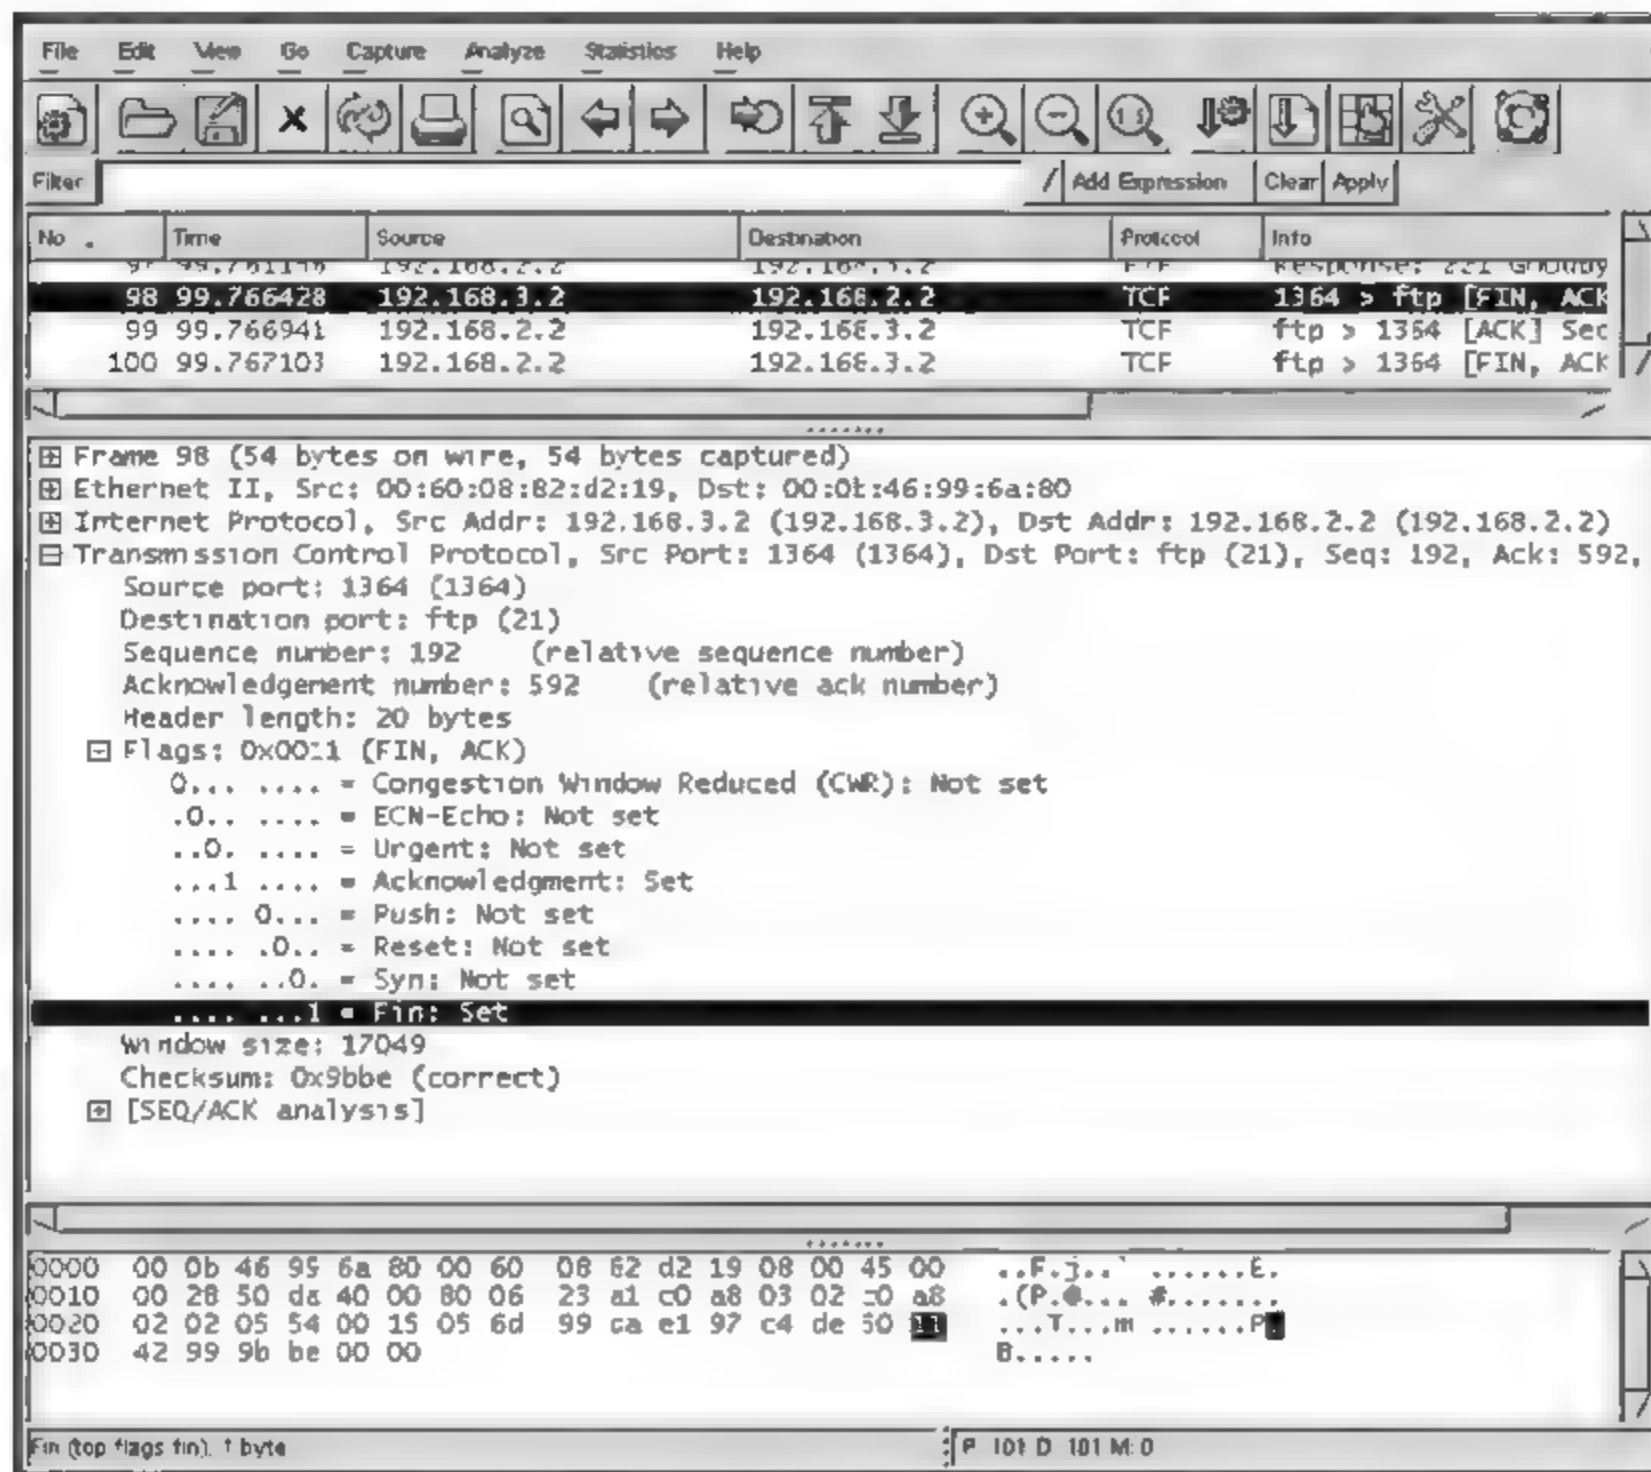 File Edit View Go Capture Analyze Statistics Help
Filter / Add Expression Clear Apply
No . Time Source Destination Protocol Info
192.168.2.2 Response: 221
98 99.766428 192.168.3.2 192.168.2.2 TCP 1364 > ftp [FIN, ACK
99 99.766941 192.168.2.2 192.168.3.2 TCP ftp > 1364 [ACK] Seq
100 99.767103 192.168.2.2 192.168.3.2 TCP ftp > 1364 [FIN, ACK
Frame 98 (54 bytes on wire, 54 bytes captured)
Ethernet II, Src: 00:60:08:82:d2:19, Dst: 00:0b:46:99:6a:80
Internet Protocol, Src Addr: 192.168.3.2 (192.168.3.2), Dst Addr: 192.168.2.2 (192.168.2.2)
Transmission Control Protocol, Src Port: 1364 (1364), Dst Port: ftp (21), Seq: 192, Ack: 592,
Source port: 1364 (1364)
Destination port: ftp (21)
Sequence number: 192 (relative sequence number)
Acknowledgement number: 592 (relative ack number)
Header length: 20 bytes
Flags: 0x0011 (FIN, ACK)
0... .... = Congestion Window Reduced (CWR): Not set
.0.. .... = ECN-Echo: Not set
..0. .... = Urgent: Not set
...1 .... = Acknowledgment: Set
.... 0... = Push: Not set
.... .0.. = Reset: Not set
.... ..0. = Syn: Not set
.... ...1 = Fin: Set
Window size: 17049
Checksum: 0x9bbe (correct)
[SEQ/ACK analysis]
0000 00 0b 46 99 6a 80 00 60 08 82 d2 19 08 00 45 00 ..F.j..` ......E.
0010 00 28 50 da 40 00 80 06 23 a1 c0 a8 03 02 c0 a8 .(P.@... #.......
0020 02 02 05 54 00 15 05 6d 99 ca e1 97 c4 de 50 11 ...T...m ......P.
0030 42 99 9b be 00 00 B.....
Fin (tcp flags fin), 1 byte P 101 D 101 M: 0